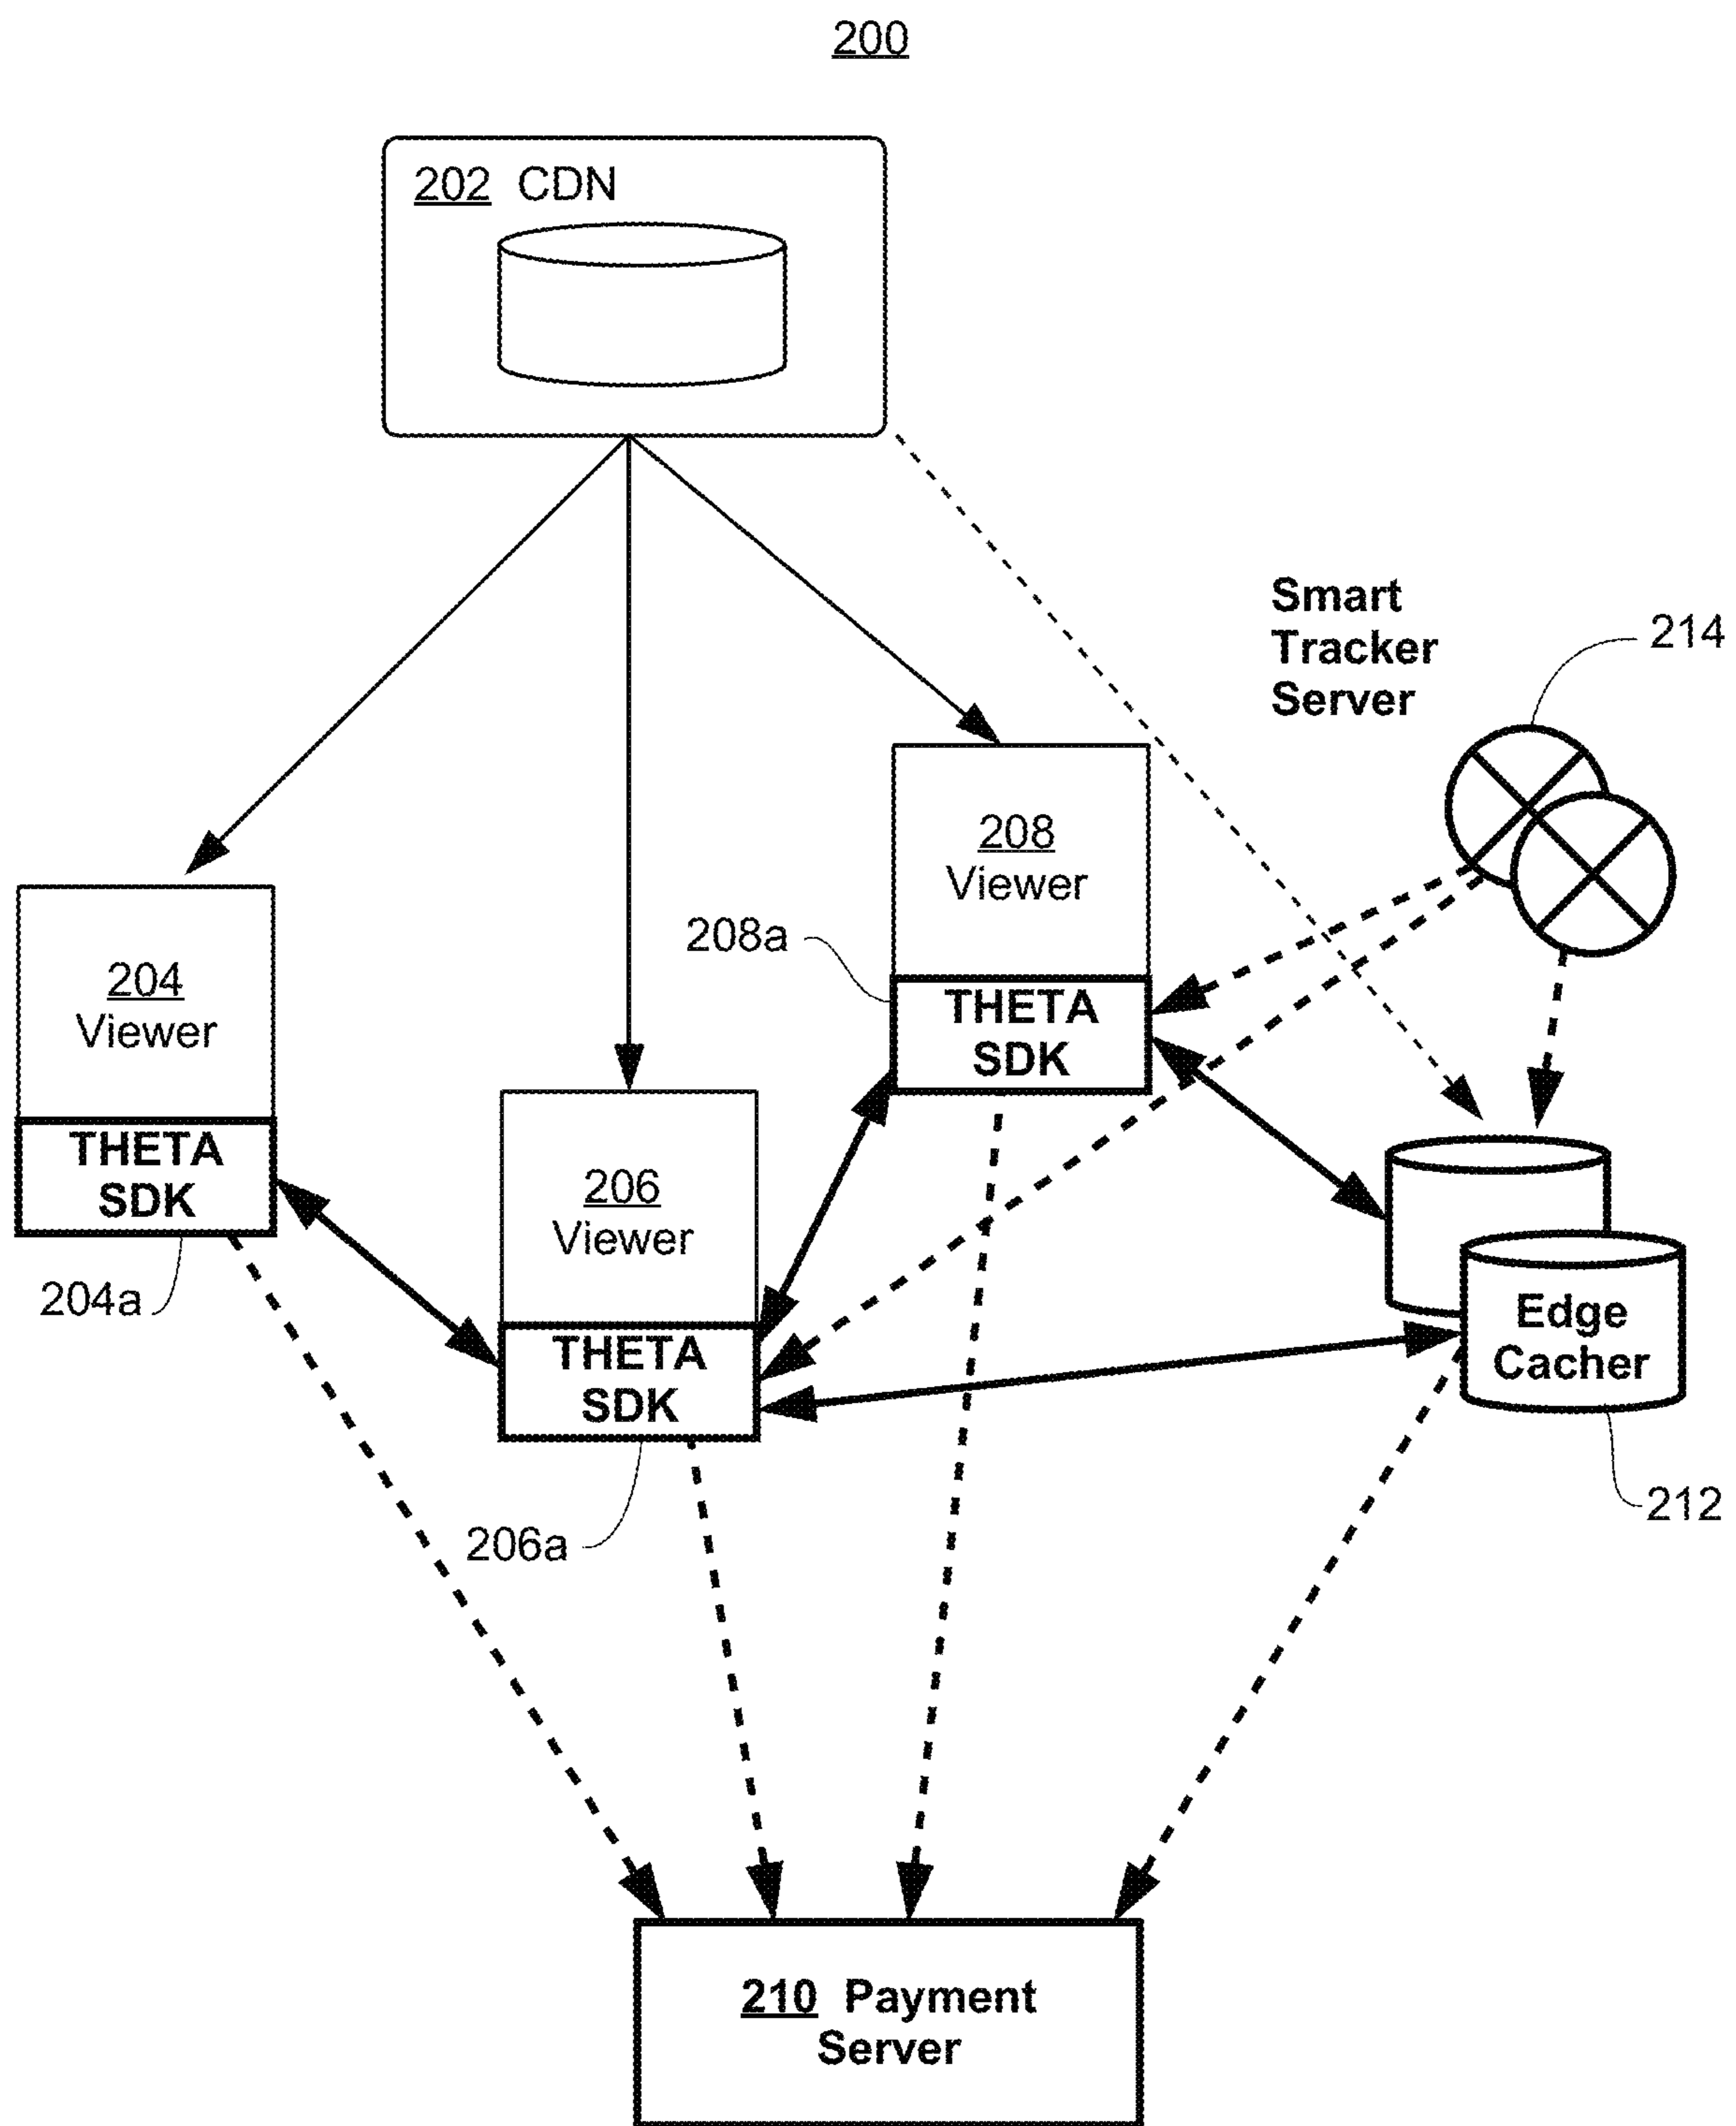 200
202 CDN
Smart
Tracker
Server
214
208
Viewer
208a
THETA
SDK
204
Viewer
THETA
SDK
204a
206
Viewer
THETA
SDK
206a
Edge
Cacher
212
210 Payment
Server